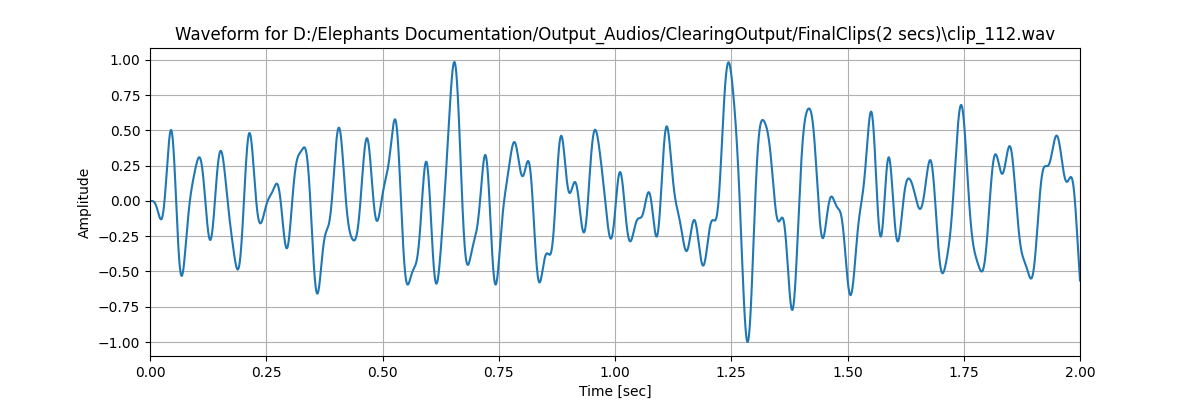 Waveform for D:/Elephants Documentation/Output_Audios/ClearingOutput/FinalClips(2 secs)\clip_112.wav
Amplitude
1.00
0.75
0.50
0.25
0.00
−0.25
−0.50
−0.75
−1.00
0.00 0.25 0.50 0.75 1.00 1.25 1.50 1.75 2.00
Time [sec]